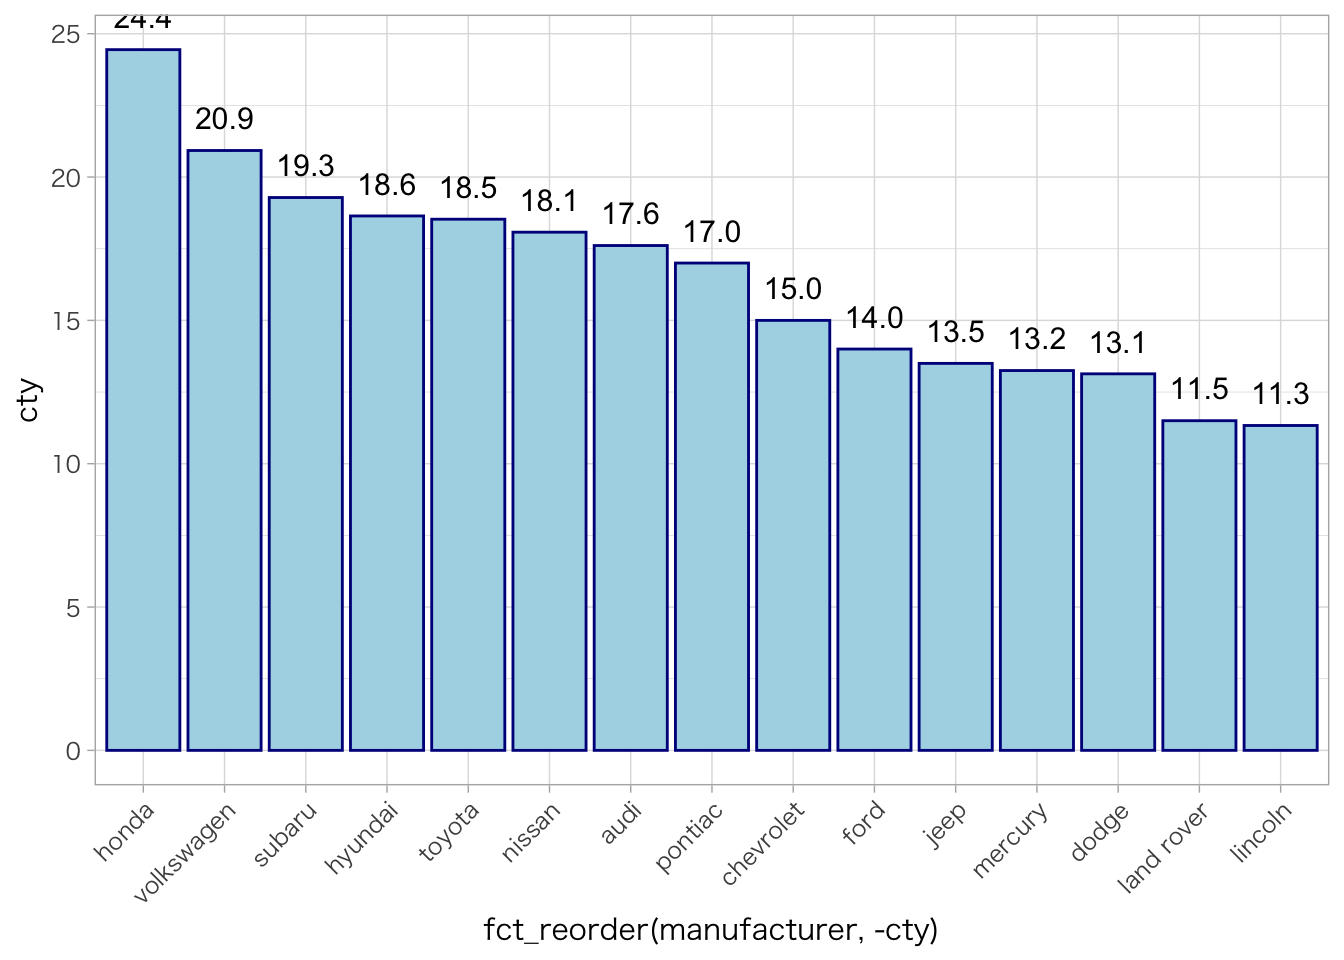 24.4
25
20.9
19.3
18.6
18.5
18.1
17.6
17.0
15.0
14.0
13.5
13.2
13.1
11.5
11.3
20
15
10
5
0
cty
honda
volkswagen
subaru
hyundai
toyota
nissan
audi
pontiac
chevrolet
ford
jeep
mercury
dodge
land rover
lincoln
fct_reorder(manufacturer, -cty)